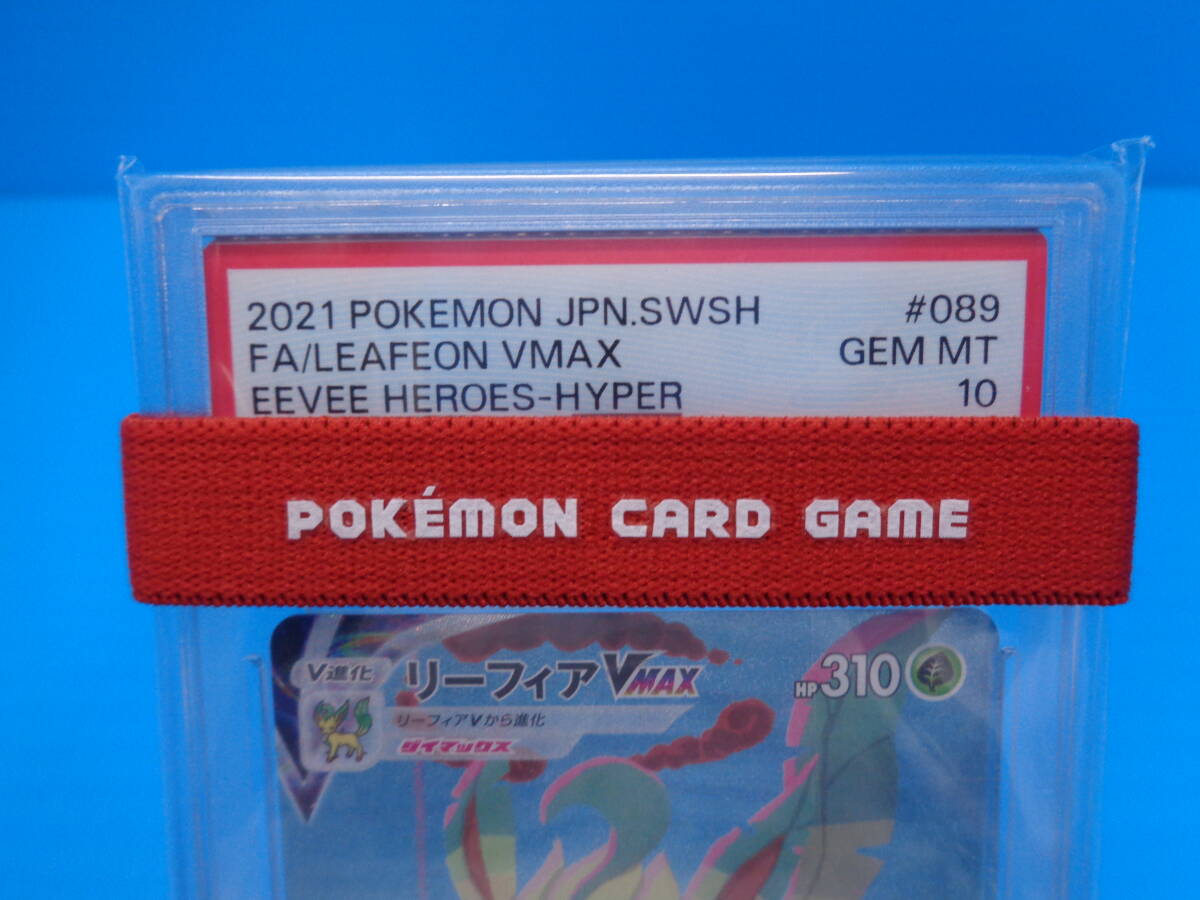 2021 POKEMON JPN.SWSH #089
FA/LEAFEON VMAX GEM MT
EEVEE HEROES-HYPER 10
POKÉMON CARD GAME
V進化 リーフィアVMAX HP310
リーフィアVから進化
ダイマックス